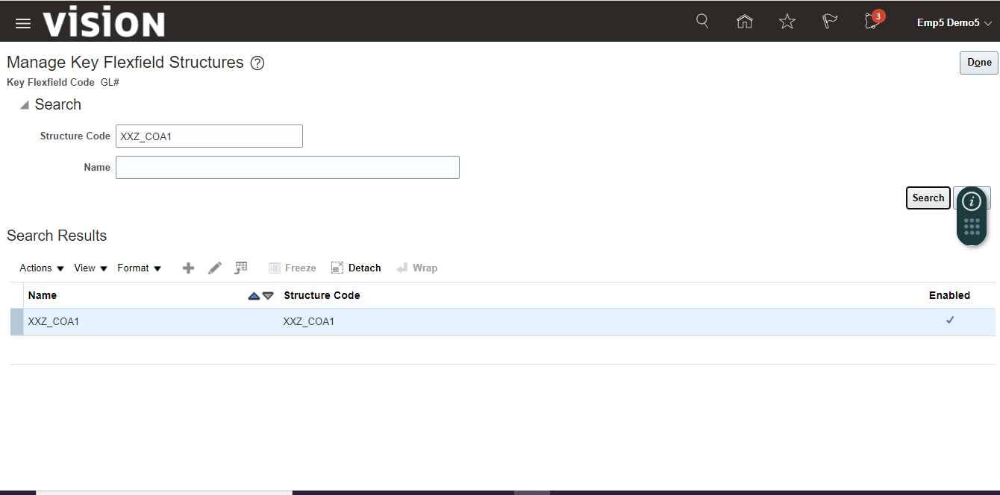 vision
3
Emp5 Demo5
Manage Key Flexfield Structures ?
Done
Key Flexfield Code GL#
Search
Structure Code XXZ_COA1
Name
Search
i
Search Results
Actions View Format Freeze Detach Wrap
Name Structure Code Enabled
XXZ_COA1 XXZ_COA1